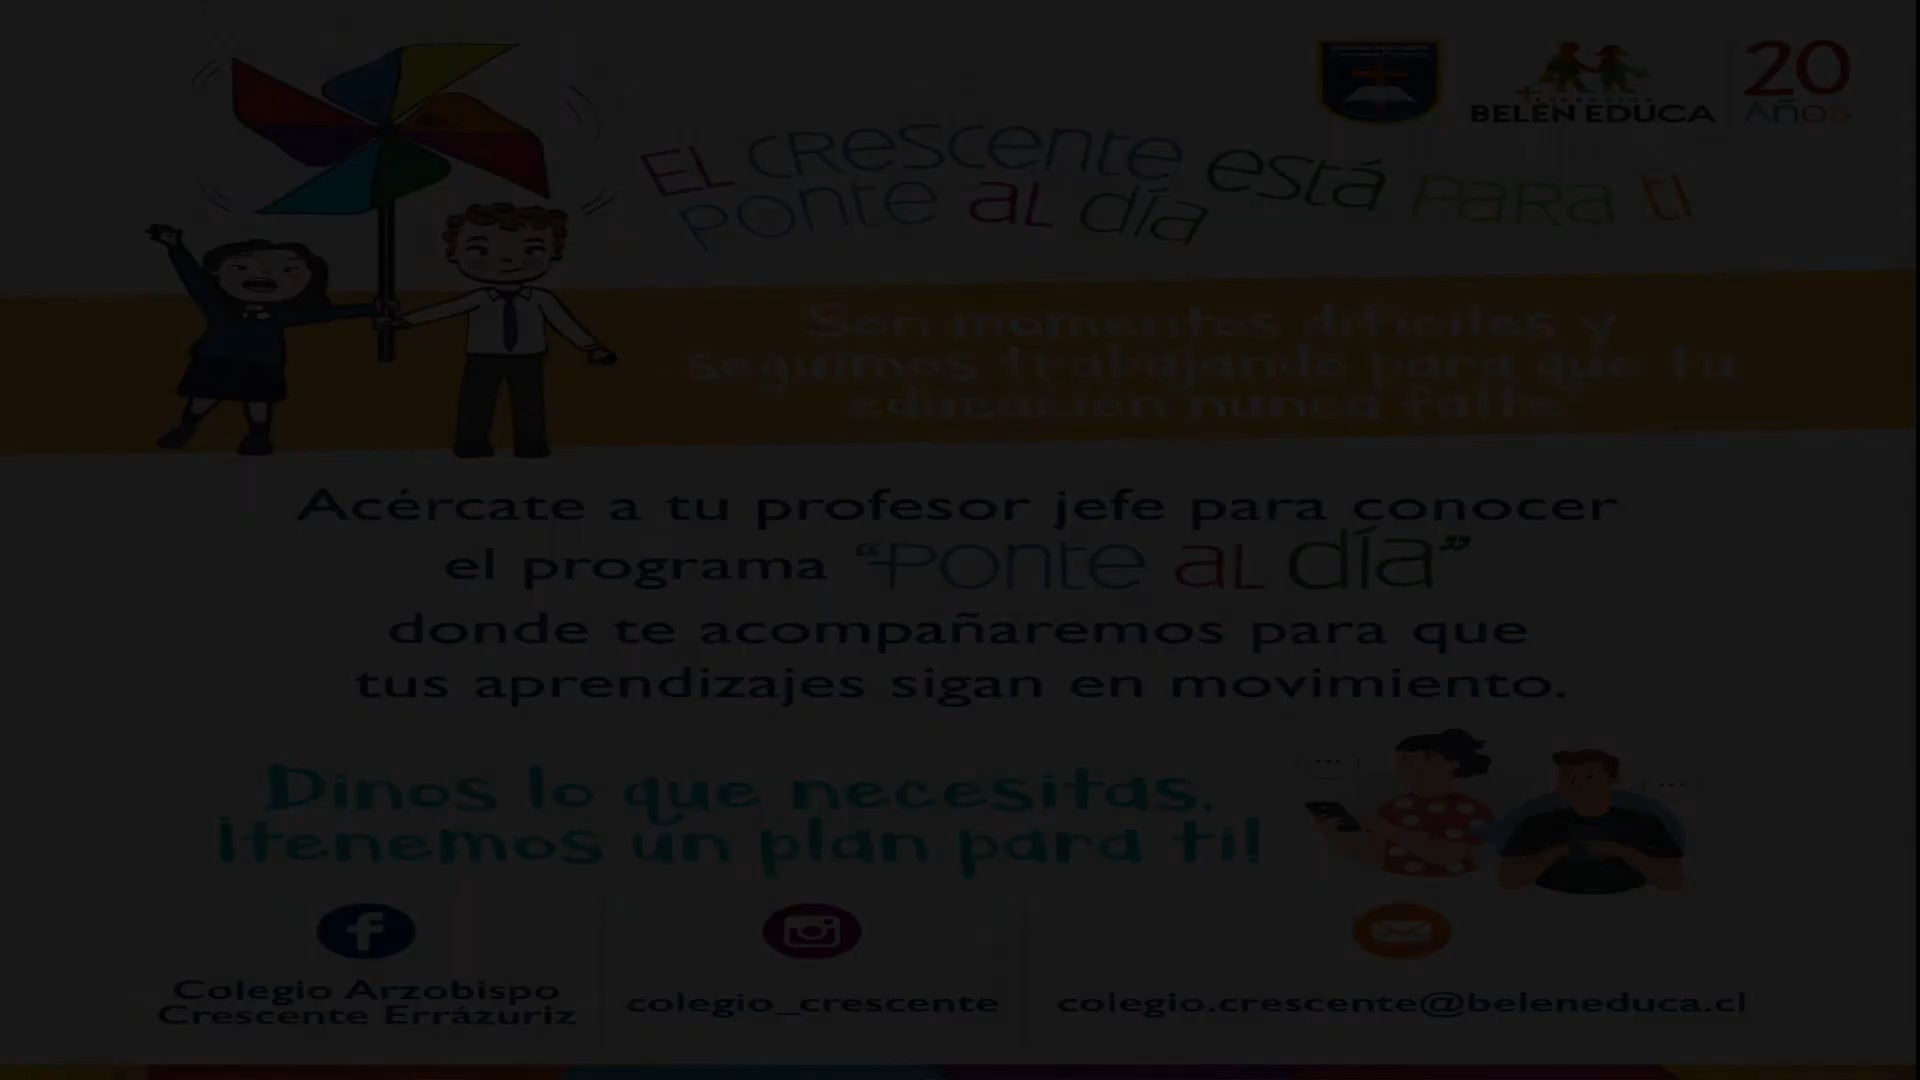 FUNDACIÓN
BELÉN EDUCA
20
Años
EL CRESCENTE ESTÁ PARA TI
PONTE AL DÍA
Son momentos difíciles y
seguimos trabajando para que tu
educación nunca falte.
Acércate a tu profesor jefe para conocer
el programa "PONTE AL DÍA"
donde te acompañaremos para que
tus aprendizajes sigan en movimiento.
Dinos lo que necesitas,
¡tenemos un plan para ti!
Colegio Arzobispo
Crescente Errázuriz
colegio_crescente
colegio.crescente@beleneduca.cl